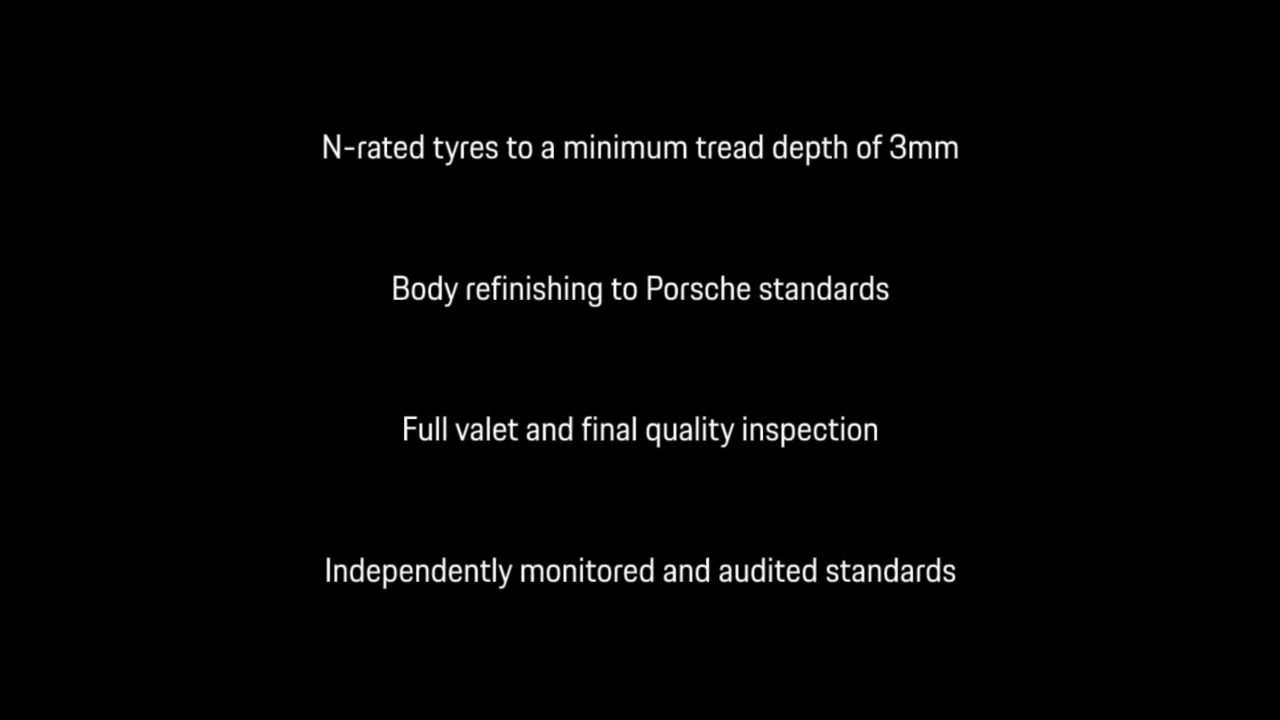 N-rated tyres to a minimum tread depth of 3mm
Body refinishing to Porsche standards
Full valet and final quality inspection
Independently monitored and audited standards